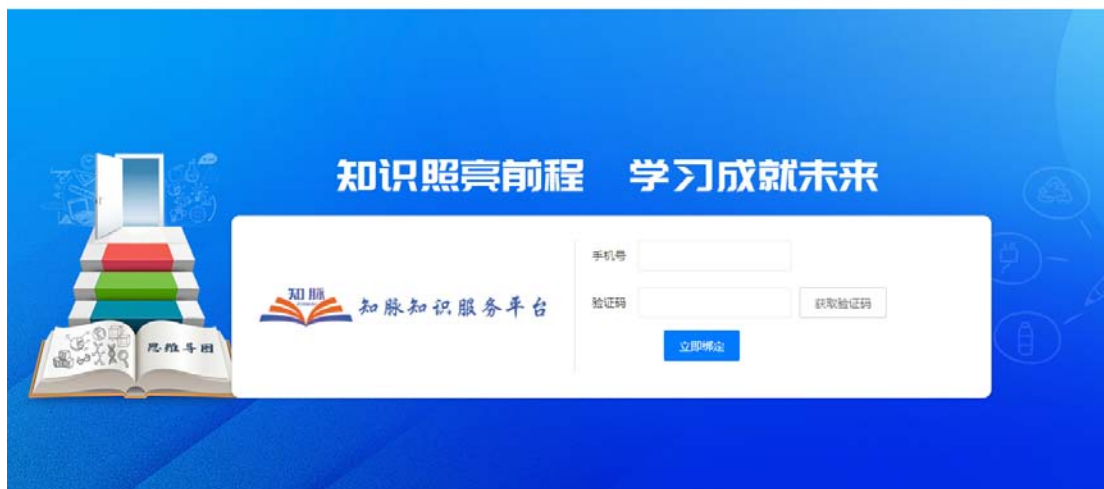 知识照亮前程 学习成就未来
手机号
知脉
知脉知识服务平台
验证码
获取验证码
立即绑定
思维导图